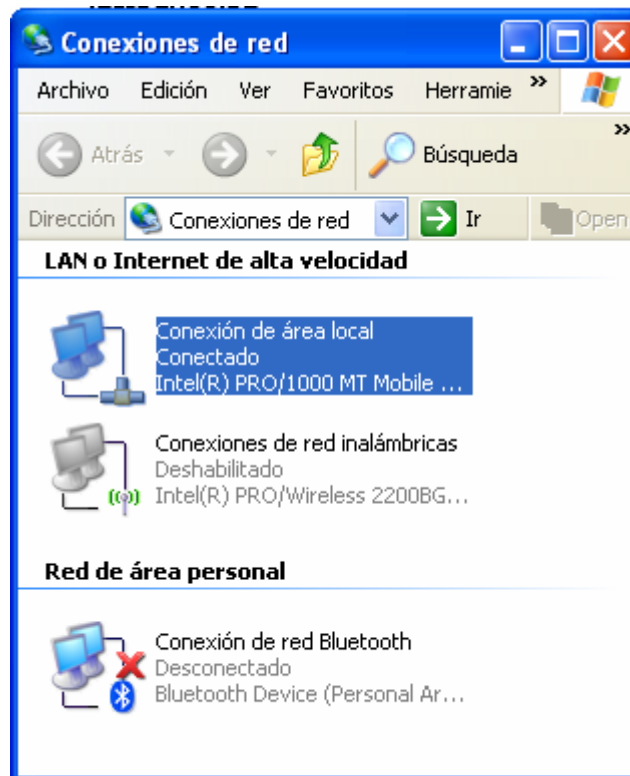 Conexiones de red
Archivo Edición Ver Favoritos Herramie »
Atrás Búsqueda »
Dirección Conexiones de red Ir Open
LAN o Internet de alta velocidad
Conexión de área local
Conectado
Intel(R) PRO/1000 MT Mobile ...
Conexiones de red inalámbricas
Deshabilitado
Intel(R) PRO/Wireless 2200BG...
Red de área personal
Conexión de red Bluetooth
Desconectado
Bluetooth Device (Personal Ar...